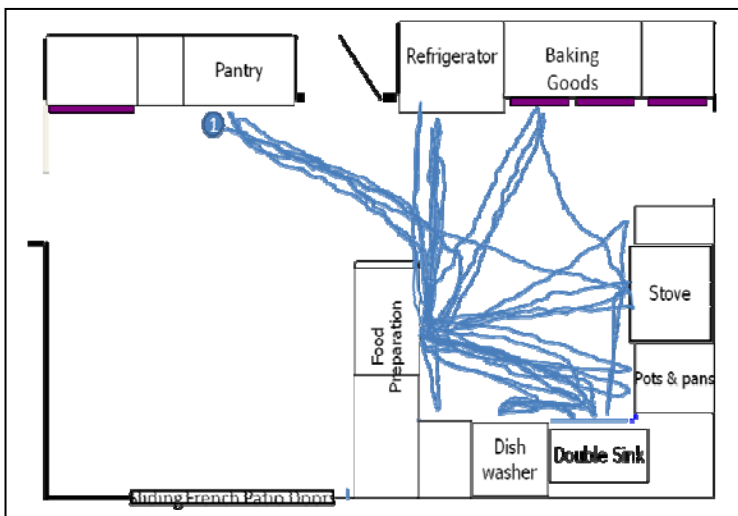 Pantry
Refrigerator
Baking
Goods
1
Stove
Food
Preparation
Pots & pans
Dish
washer
Double Sink
Sliding French Patio Doors